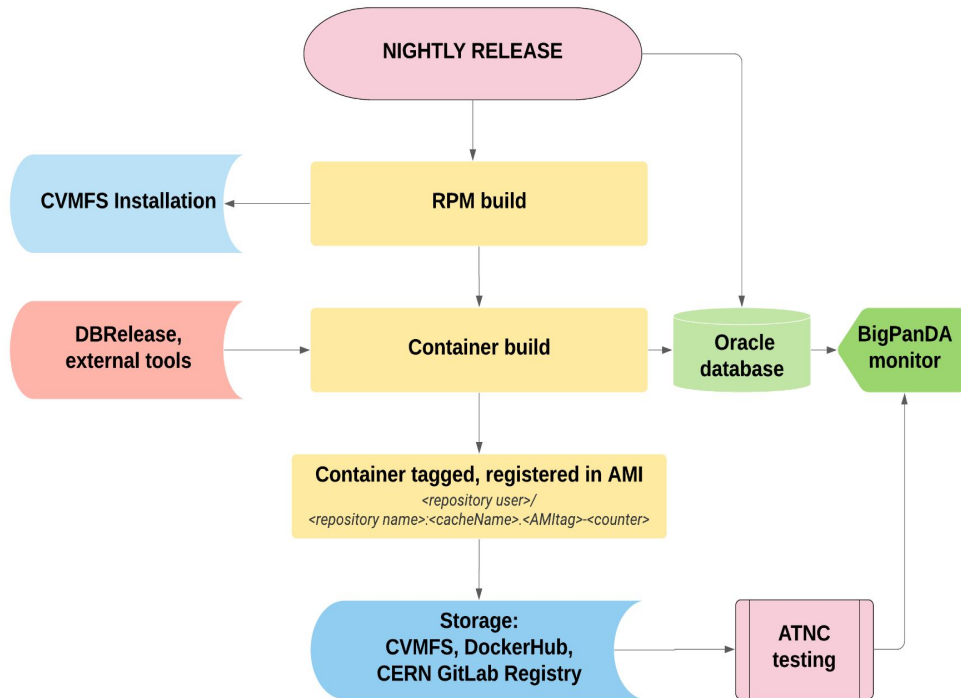 NIGHTLY RELEASE
CVMFS Installation
RPM build
DBRelease,
external tools
Container build
Oracle
database
BigPanDA
monitor
Container tagged, registered in AMI
<repository user>/
<repository name>:<cacheName>.<AMItag>-<counter>
Storage:
CVMFS, DockerHub,
CERN GitLab Registry
ATNC
testing